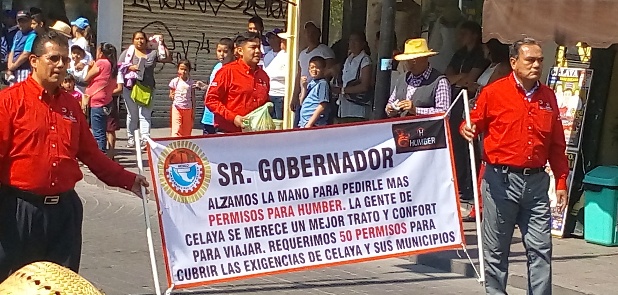 SR. GOBERNADOR
HUMBER
ALZAMOS LA MANO PARA PEDIRLE MAS
PERMISOS PARA HUMBER. LA GENTE DE
CELAYA SE MERECE UN MEJOR TRATO Y CONFORT
PARA VIAJAR. REQUERIMOS 50 PERMISOS PARA
CUBRIR LAS EXIGENCIAS DE CELAYA Y SUS MUNICIPIOS